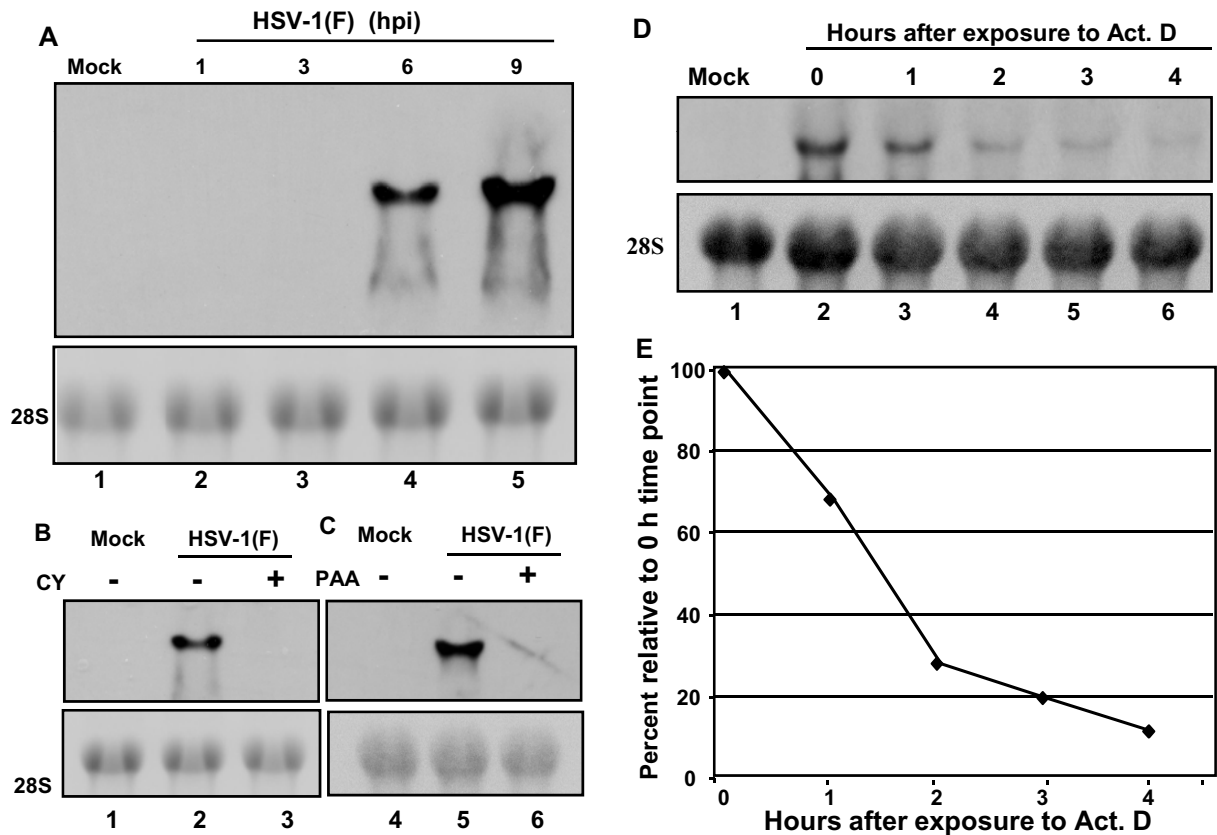 A
HSV-1(F) (hpi)
Mock 1 3 6 9
28S
1 2 3 4 5
B
Mock HSV-1(F)
CY - - +
28S
1 2 3
C
Mock HSV-1(F)
PAA - - +
4 5 6
D
Hours after exposure to Act. D
Mock 0 1 2 3 4
28S
1 2 3 4 5 6
E
Percent relative to 0 h time point
100
80
60
40
20
0
0 1 2 3 4
Hours after exposure to Act. D